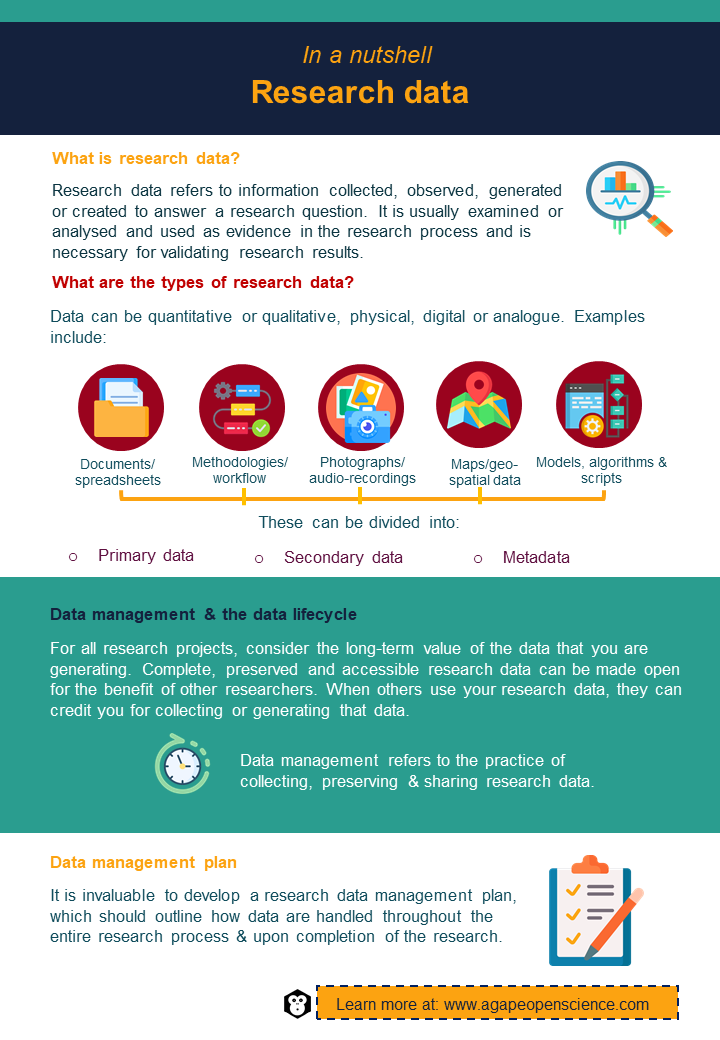 In a nutshell
Research data
What is research data?
Research data refers to information collected, observed, generated
or created to answer a research question. It is usually examined or
analysed and used as evidence in the research process and is
necessary for validating research results.
What are the types of research data?
Data can be quantitative or qualitative, physical, digital or analogue. Examples
include:
Documents/
spreadsheets
Methodologies/
workflow
Photographs/
audio-recordings
Maps/geo-
spatial data
Models, algorithms &
scripts
These can be divided into:
o Primary data
o Secondary data
o Metadata
Data management & the data lifecycle
For all research projects, consider the long-term value of the data that you are
generating. Complete, preserved and accessible research data can be made open
for the benefit of other researchers. When others use your research data, they can
credit you for collecting or generating that data.
Data management refers to the practice of
collecting, preserving & sharing research data.
Data management plan
It is invaluable to develop a research data management plan,
which should outline how data are handled throughout the
entire research process & upon completion of the research.
Learn more at: www.agapeopenscience.com